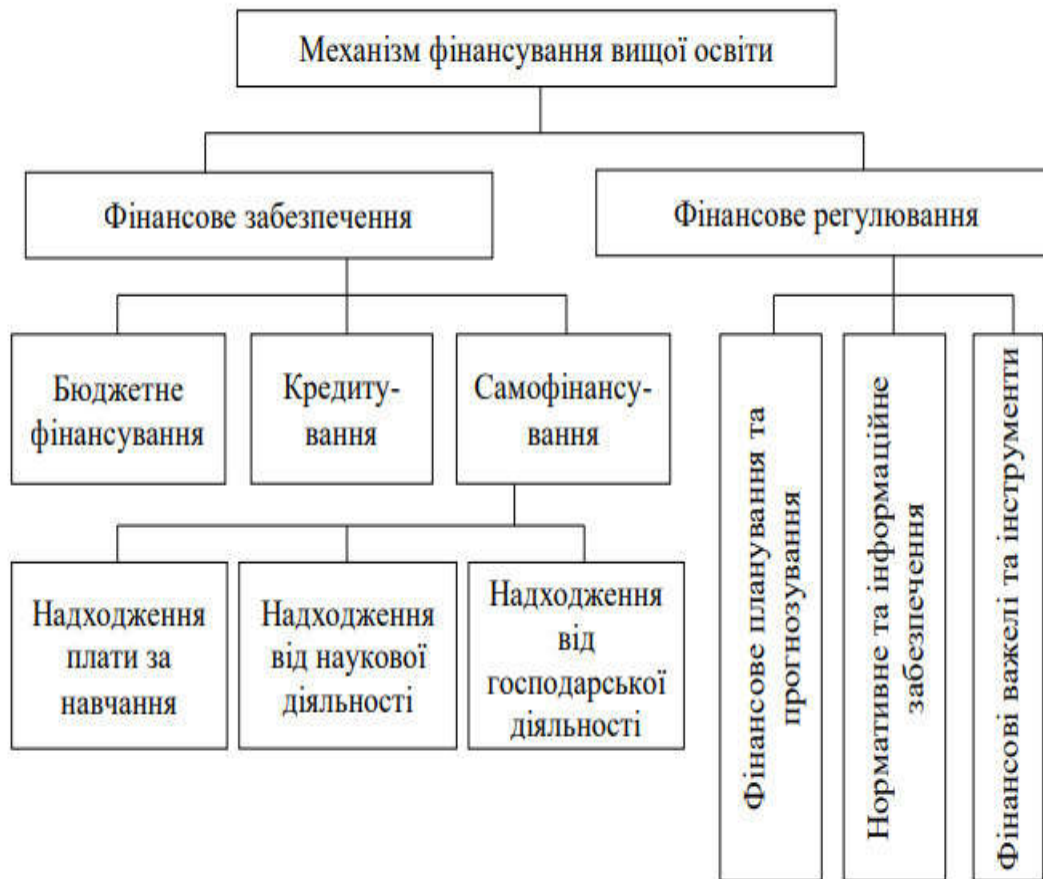 Механізм фінансування вищої освіти
Фінансове забезпечення
Фінансове регулювання
Бюджетне
фінансування
Кредиту-
вання
Самофінансу-
вання
Надходження
плати за
навчання
Надходження
від наукової
діяльності
Надходження
від
господарської
діяльності
Фінансове планування та
прогнозування
Нормативне та інформаційне
забезпечення
Фінансові важелі та інструменти